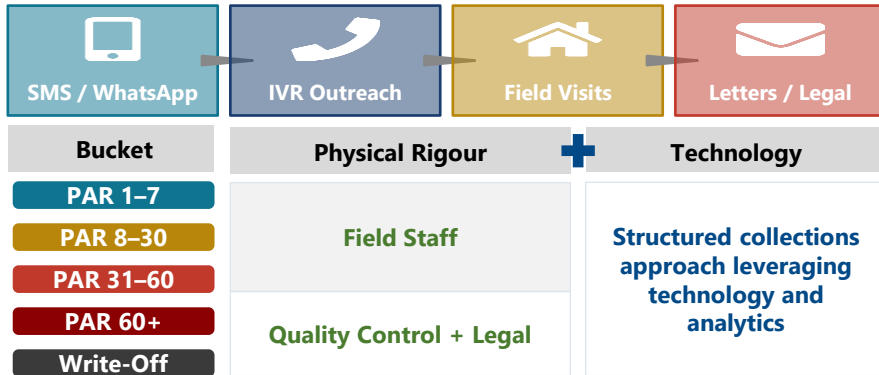 SMS / WhatsApp
IVR Outreach
Field Visits
Letters / Legal
Bucket
Physical Rigour
Technology
PAR 1–7
PAR 8–30
PAR 31–60
PAR 60+
Write-Off
Field Staff
Quality Control + Legal
Structured collections
approach leveraging
technology and
analytics